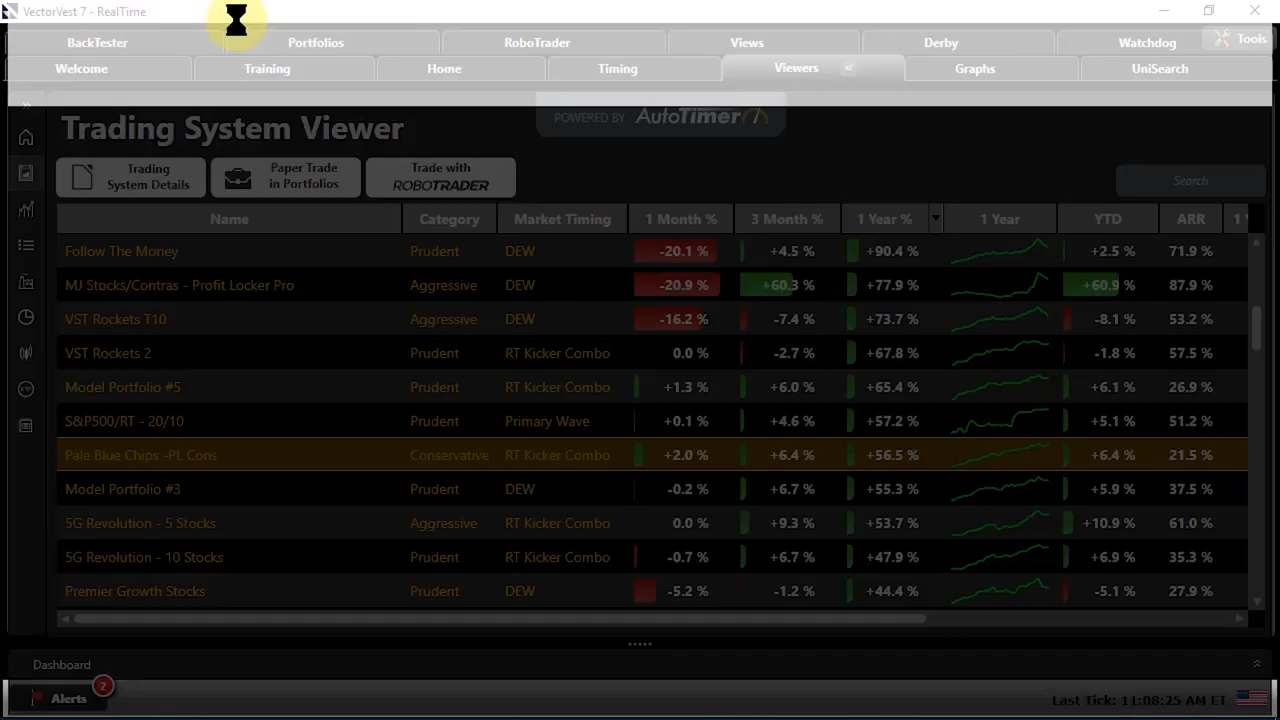 VectorVest 7 - RealTime
BackTester Portfolios RoboTrader Views Derby Watchdog Tools
Welcome Training Home Timing Viewers Graphs UniSearch
Trading System Viewer
POWERED BY AutoTimer
Trading System Details
Paper Trade in Portfolios
Trade with ROBOTRADER
Search
Name Category Market Timing 1 Month % 3 Month % 1 Year % 1 Year YTD ARR
Follow The Money Prudent DEW -20.1 % +4.5 % +90.4 % +2.5 % 71.9 %
MJ Stocks/Contras - Profit Locker Pro Aggressive DEW -20.9 % +60.3 % +77.9 % +60.9 % 87.9 %
VST Rockets T10 Aggressive DEW -16.2 % -7.4 % +73.7 % -8.1 % 53.2 %
VST Rockets 2 Prudent RT Kicker Combo 0.0 % -2.7 % +67.8 % -1.8 % 57.5 %
Model Portfolio #5 Prudent RT Kicker Combo +1.3 % +6.0 % +65.4 % +6.1 % 26.9 %
S&P500/RT - 20/10 Prudent Primary Wave +0.1 % +4.6 % +57.2 % +5.1 % 51.2 %
Pale Blue Chips -PL Cons Conservative RT Kicker Combo +2.0 % +6.4 % +56.5 % +6.4 % 21.5 %
Model Portfolio #3 Prudent DEW -0.2 % +6.7 % +55.3 % +5.9 % 37.5 %
5G Revolution - 5 Stocks Aggressive RT Kicker Combo 0.0 % +9.3 % +53.7 % +10.9 % 61.0 %
5G Revolution - 10 Stocks Prudent RT Kicker Combo -0.7 % +6.7 % +47.9 % +6.9 % 35.3 %
Premier Growth Stocks Prudent DEW -5.2 % -1.2 % +44.4 % -5.1 % 27.9 %
Dashboard
Alerts 2
Last Tick: 11:08:25 AM ET